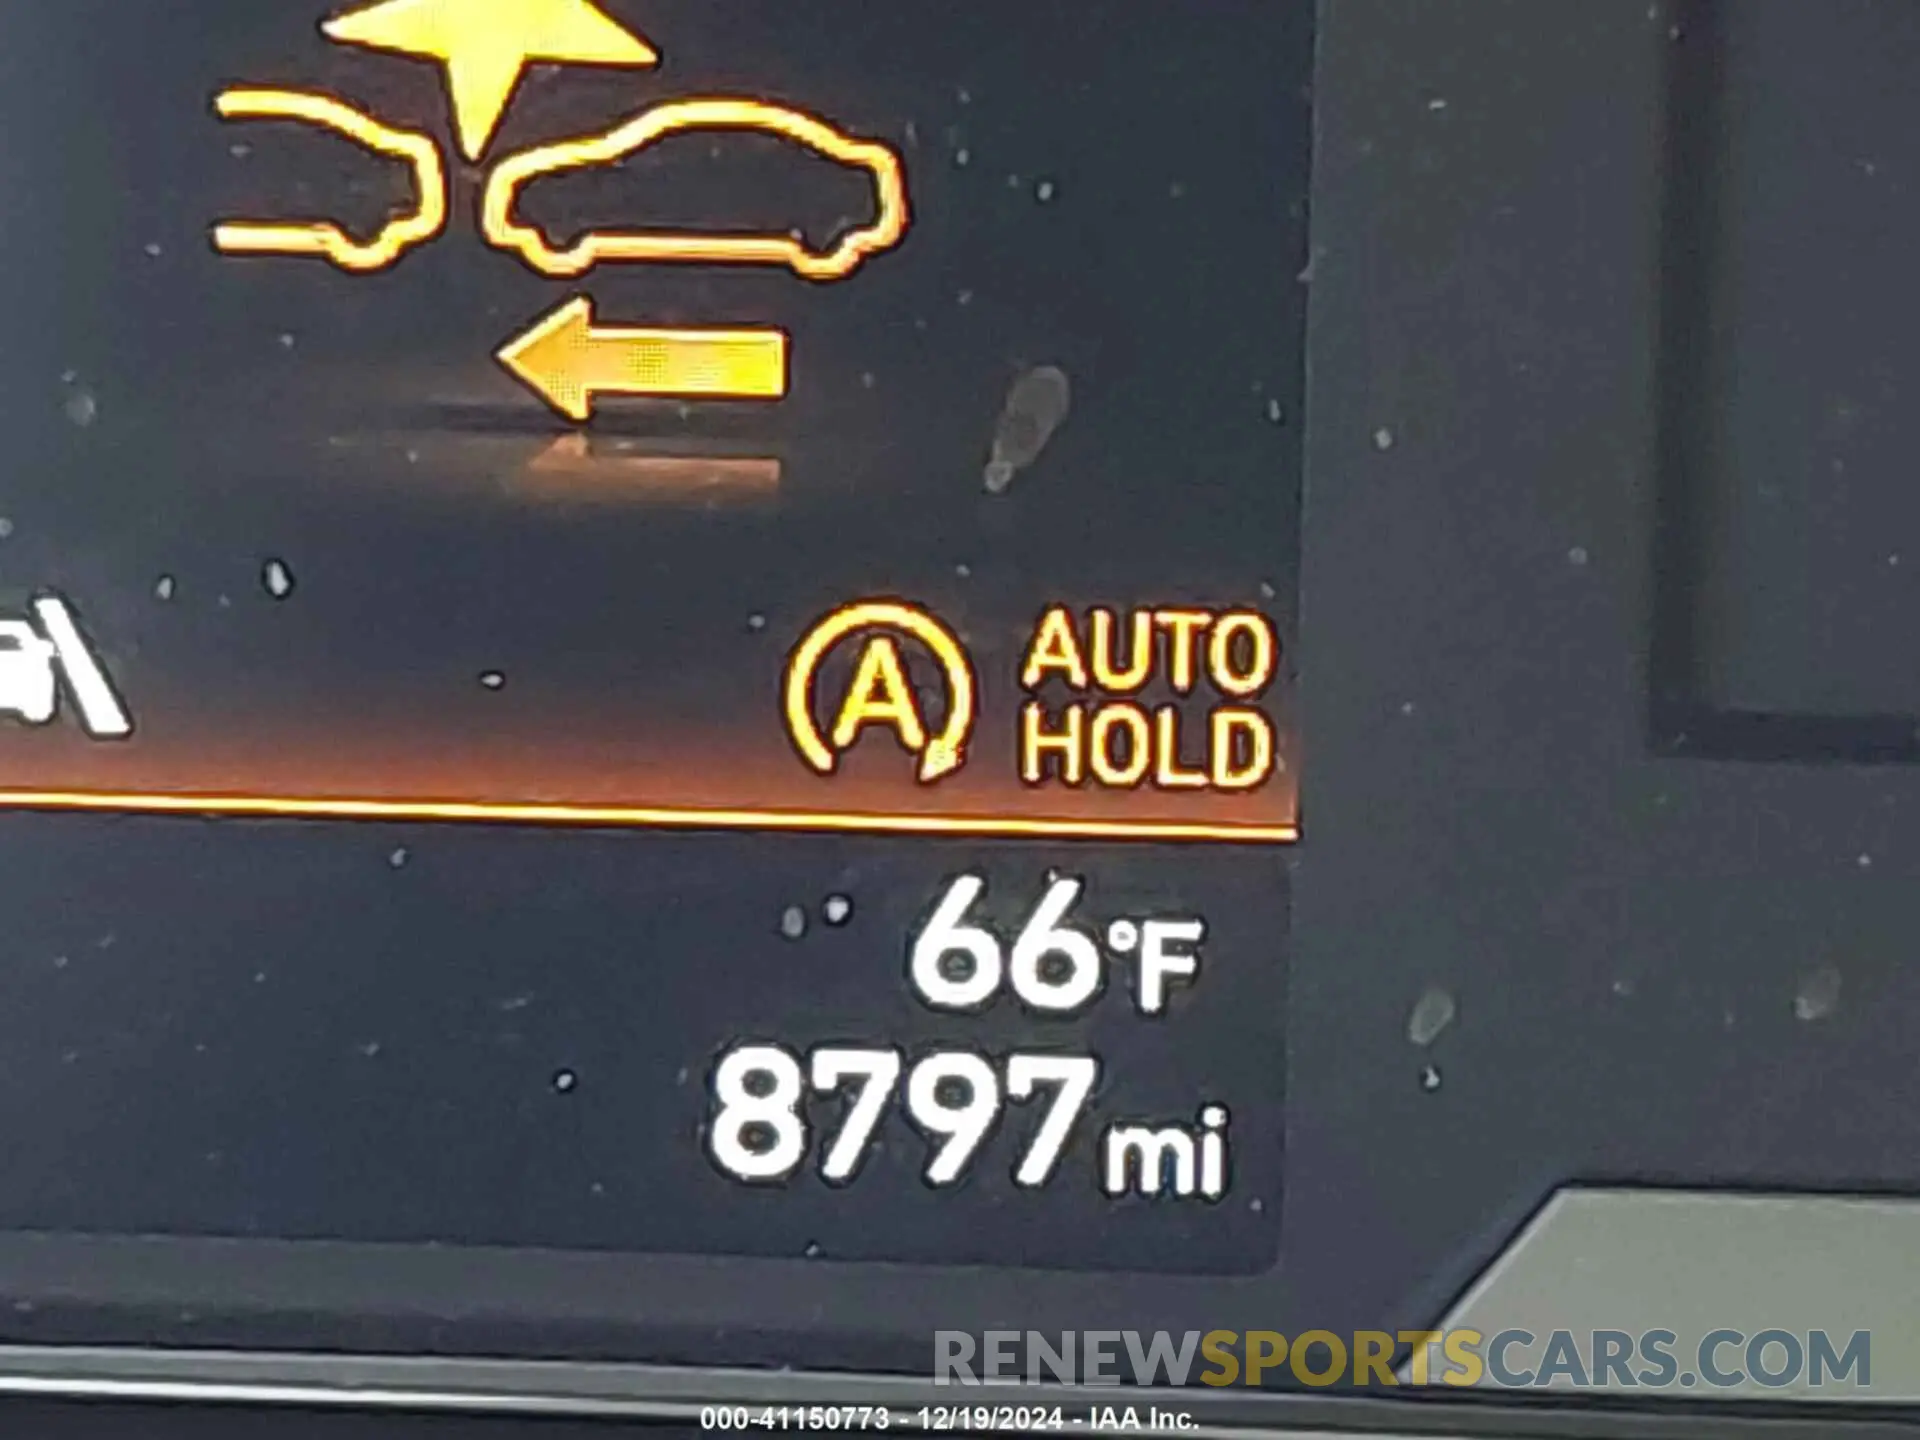 A AUTO
HOLD
66°F
8797 mi
RENEWSPORTSCARS.COM
000-41150773 - 12/19/2024 - IAA Inc.